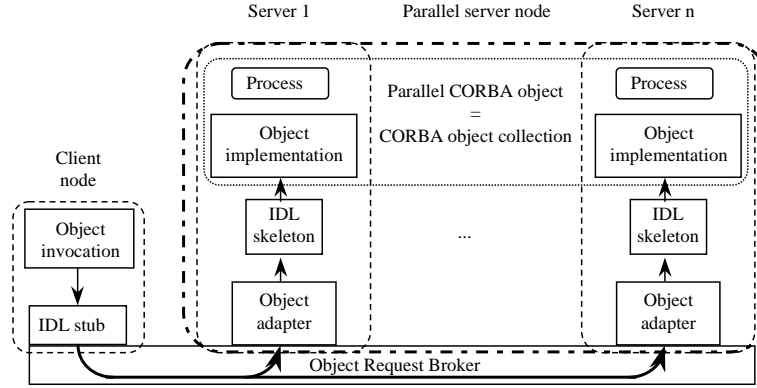 Server 1
Parallel server node
Server n
Process
Parallel CORBA object
=
CORBA object collection
Process
Object
implementation
Object
implementation
Client
node
Object
invocation
IDL
skeleton
...
IDL
skeleton
IDL stub
Object
adapter
Object
adapter
Object Request Broker